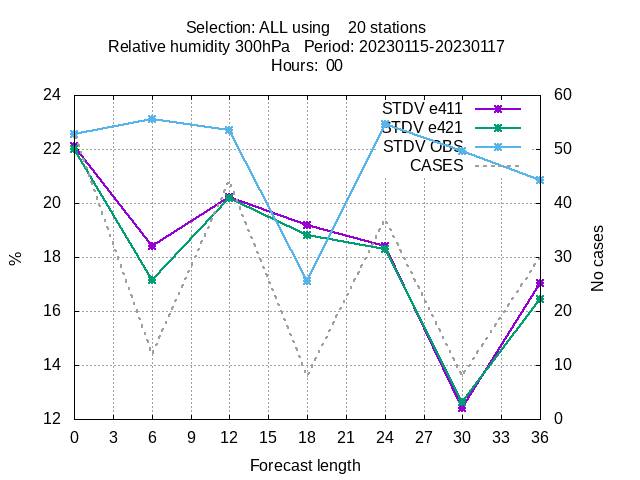 Selection: ALL using    20 stations
Relative humidity 300hPa   Period: 20230115-20230117
Hours:  00
STDV e411
STDV e421
STDV OBS
CASES
24
22
20
18
16
14
12
60
50
40
30
20
10
0
%
No cases
0 3 6 9 12 15 18 21 24 27 30 33 36
Forecast length